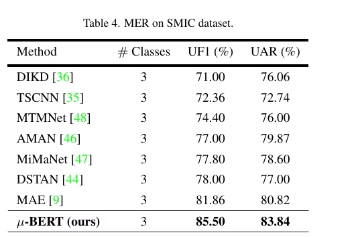 Table 4. MER on SMIC dataset.
Method # Classes UF1 (%) UAR (%)
DIKD [36] 3 71.00 76.06
TSCNN [35] 3 72.36 72.74
MTMNet [48] 3 74.40 76.00
AMAN [46] 3 77.00 79.87
MiMaNet [47] 3 77.80 78.60
DSTAN [44] 3 78.00 77.00
MAE [9] 3 81.86 80.82
μ-BERT (ours) 3 85.50 83.84